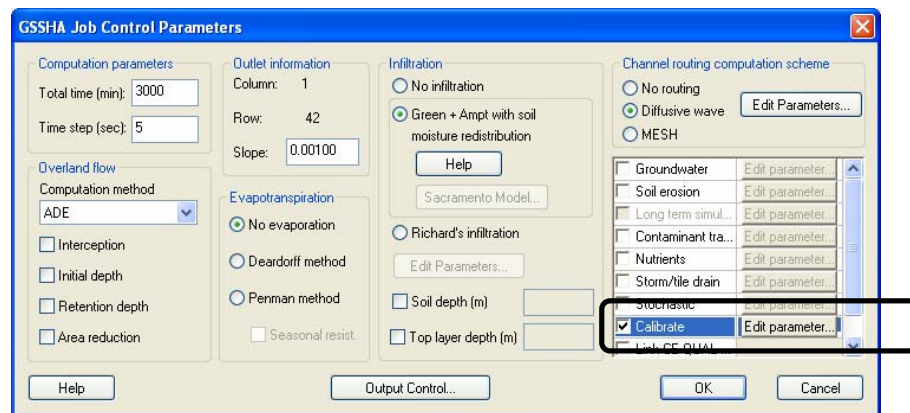 GSSHA Job Control Parameters
Computation parameters
Total time (min): 3000
Time step (sec): 5
Overland flow
Computation method
ADE
Interception
Initial depth
Retention depth
Area reduction
Outlet information
Column: 1
Row: 42
Slope: 0.00100
Evapotranspiration
No evaporation
Deardorff method
Penman method
Seasonal resist.
Infiltration
No infiltration
Green + Ampt with soil
moisture redistribution
Help
Sacramento Model...
Richard's infiltration
Edit Parameters...
Soil depth (m)
Top layer depth (m)
Channel routing computation scheme
No routing
Diffusive wave
Edit Parameters...
MESH
Groundwater Edit parameter...
Soil erosion Edit parameter...
Long term simul... Edit parameter...
Contaminant tra... Edit parameter...
Nutrients Edit parameter...
Storm/tile drain Edit parameter...
Stochastic Edit parameter...
Calibrate Edit parameter...
Link CE QUAL...
Help
Output Control...
OK
Cancel